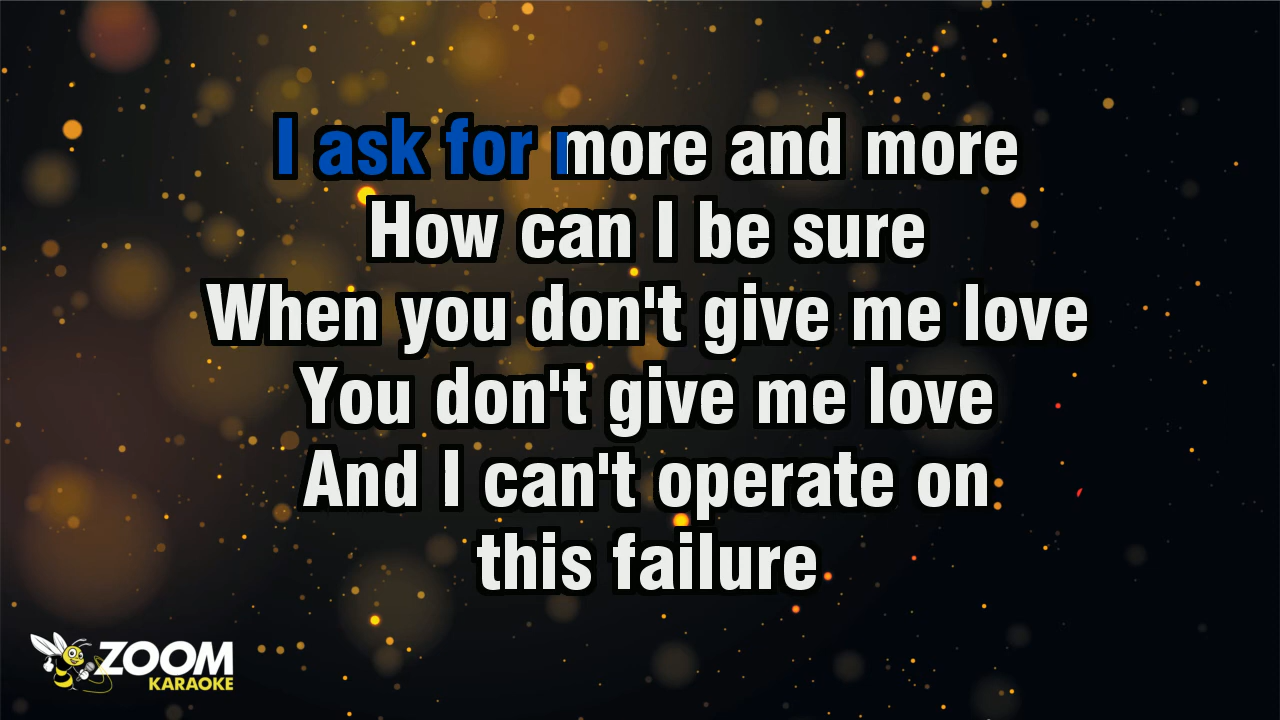 I ask for more and more
How can I be sure
When you don't give me love
You don't give me love
And I can't operate on
this failure
ZOOM
KARAOKE